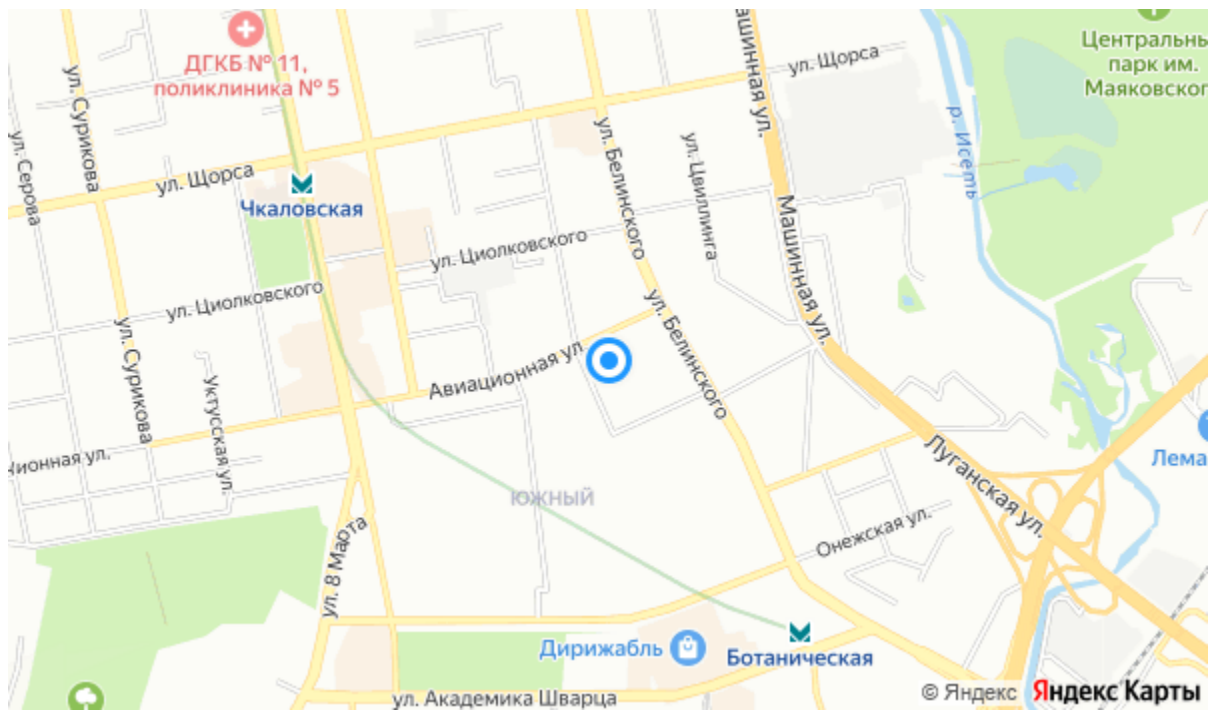 ДГКБ № 11,
поликлиника № 5
ул. Щорса
Центральны
парк им.
Маяковског
ул. Сурикова
ул. Серова
ул. Щорса
Чкаловская
ул. Белинского
ул. Цвиллинга
ашинная ул.
р. Исеть
Машинная ул.
ул. Циолковского
ул. Циолковского
ул. Сурикова
Уктусская ул.
Авиационная ул.
ул. Белинского
ионная ул.
ЮЖНЫЙ
Луганская ул.
Лема
Онежская ул.
ул. 8 Марта
Дирижабль
Ботаническая
ул. Академика Шварца
© Яндекс Яндекс Карты